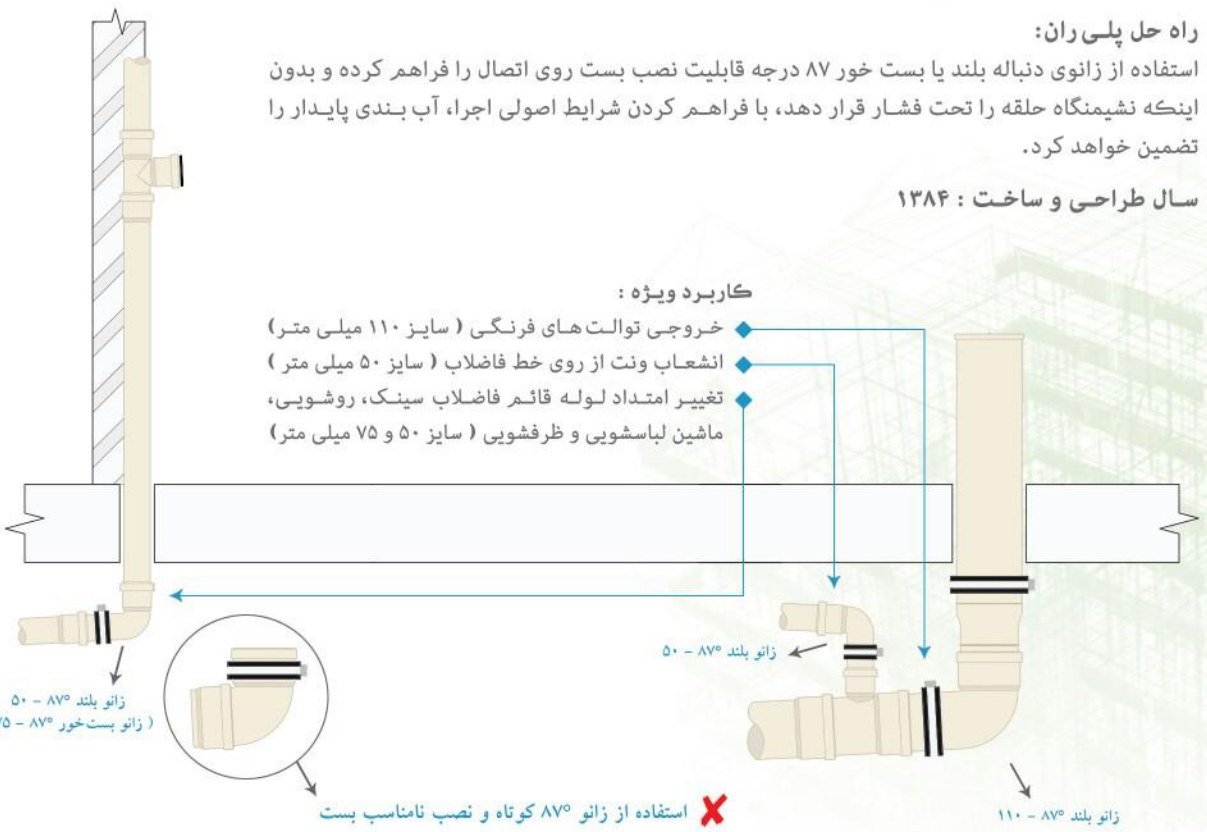 راه حل پلی‌ران:
استفاده از زانوی دنباله بلند یا بست خور ۸۷ درجه قابلیت نصب بست روی اتصال را فراهم کرده و بدون
اینکه نشیمنگاه حلقه را تحت فشار قرار دهد، با فراهم کردن شرایط اصولی اجرا، آب بندی پایدار را
تضمین خواهد کرد.
سال طراحی و ساخت : ۱۳۸۴
کاربرد ویژه :
خروجی توالت های فرنگی ( سایز ۱۱۰ میلی متر)
انشعاب ونت از روی خط فاضلاب ( سایز ۵۰ میلی متر )
تغییر امتداد لوله قائم فاضلاب سینک، روشویی،
ماشین لباسشویی و ظرفشویی ( سایز ۵۰ و ۷۵ میلی متر)
زانو بلند ۸۷° - ۵۰
زانو بلند ۸۷° - ۵۰
( زانو بست‌خور ۸۷° - ۷۵
استفاده از زانو ۸۷° کوتاه و نصب نامناسب بست
زانو بلند ۸۷° - ۱۱۰